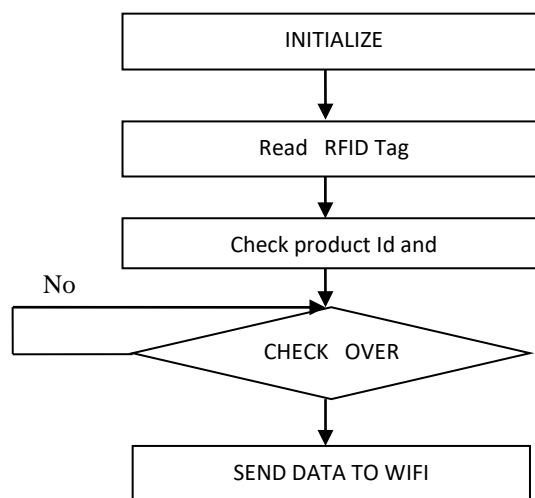 INITIALIZE
Read RFID Tag
Check product Id and
No
CHECK OVER
SEND DATA TO WIFI